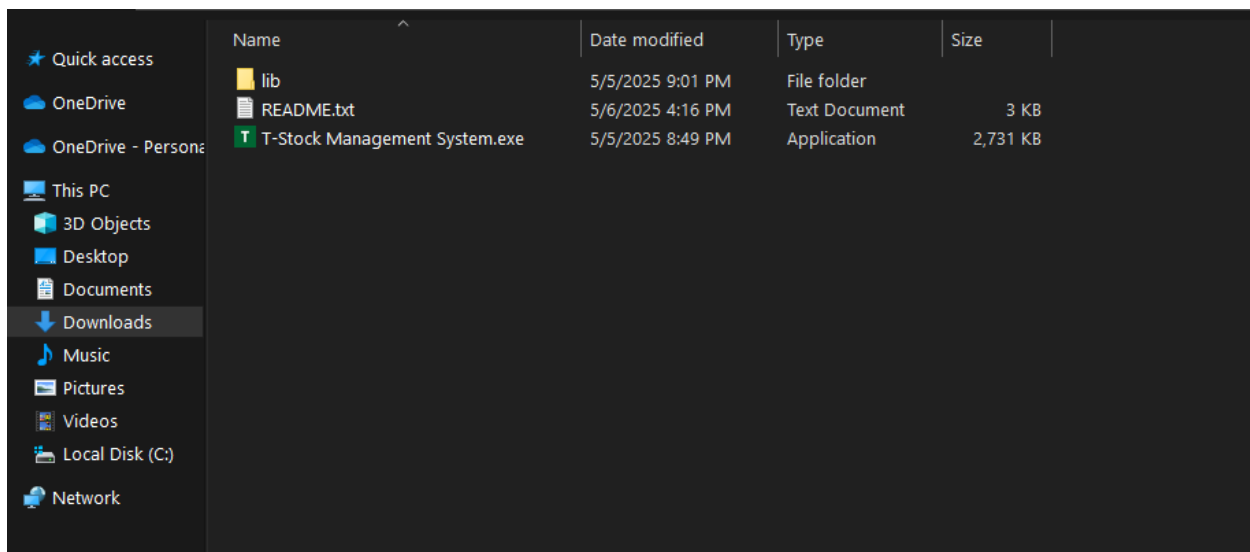 Name Date modified Type Size
Quick access
lib 5/5/2025 9:01 PM File folder
OneDrive
README.txt 5/6/2025 4:16 PM Text Document 3 KB
T T-Stock Management System.exe 5/5/2025 8:49 PM Application 2,731 KB
OneDrive - Persona
This PC
3D Objects
Desktop
Documents
Downloads
Music
Pictures
Videos
Local Disk (C:)
Network